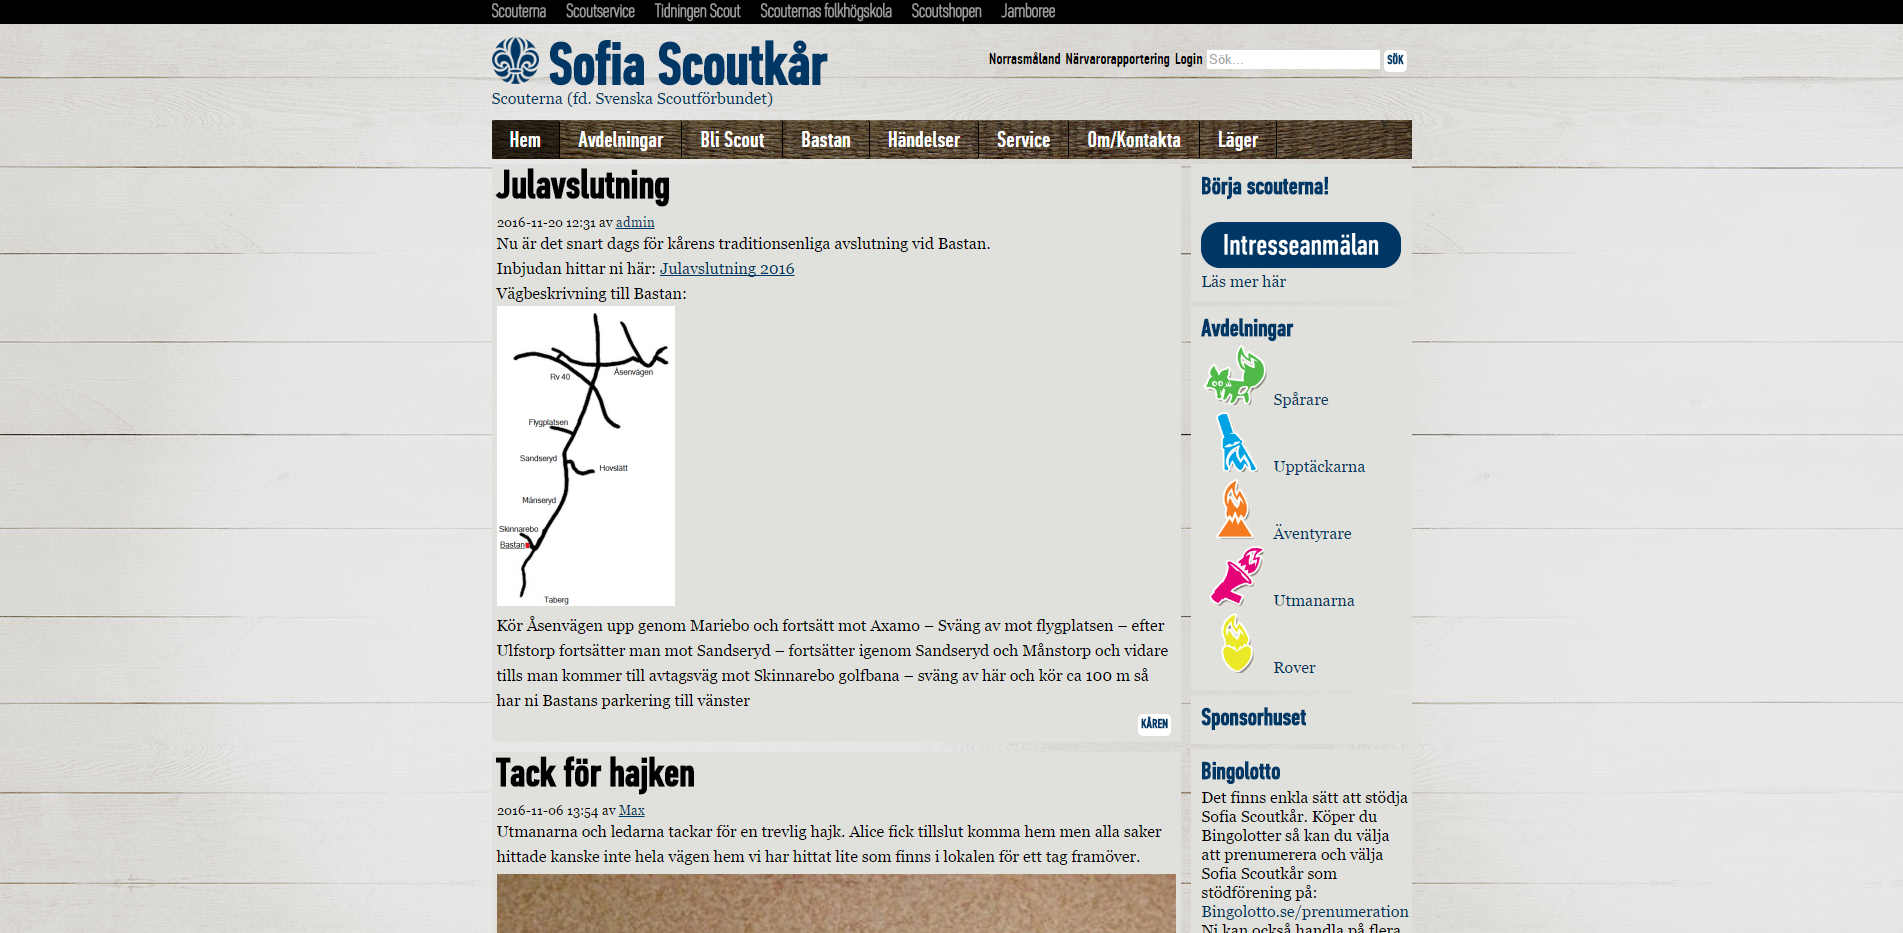 Scouterna Scoutservice Tidningen Scout Scouternas folkhögskola Scoutshopen Jamboree
Sofia Scoutkår
Scouterna (fd. Svenska Scoutförbundet)
Norrasmåland Närvarorapportering Login Sök... SÖK
Hem Avdelningar Bli Scout Bastan Händelser Service Om/Kontakta Läger
Julavslutning
2016-11-20 12:31 av admin
Nu är det snart dags för kårens traditionsenliga avslutning vid Bastan.
Inbjudan hittar ni här: Julavslutning 2016
Vägbeskrivning till Bastan:
Åsenvägen
Rv 40
Flygplatsen
Sandseryd
Hovslätt
Månseryd
Skinnarebo
Bastan
Taberg
Kör Åsenvägen upp genom Mariebo och fortsätt mot Axamo – Sväng av mot flygplatsen – efter
Ulfstorp fortsätter man mot Sandseryd – fortsätter igenom Sandseryd och Månstorp och vidare
tills man kommer till avtagsväg mot Skinnarebo golfbana – sväng av här och kör ca 100 m så
har ni Bastans parkering till vänster
KÅREN
Tack för hajken
2016-11-06 13:54 av Max
Utmanarna och ledarna tackar för en trevlig hajk. Alice fick tillslut komma hem men alla saker
hittade kanske inte hela vägen hem vi har hittat lite som finns i lokalen för ett tag framöver.
Börja scouterna!
Intresseanmälan
Läs mer här
Avdelningar
Spårare
Upptäckarna
Äventyrare
Utmanarna
Rover
Sponsorhuset
Bingolotto
Det finns enkla sätt att stödja
Sofia Scoutkår. Köper du
Bingolotter så kan du välja
att prenumerera och välja
Sofia Scoutkår som
stödförening på:
Bingolotto.se/prenumeration
Ni kan också handla på flera